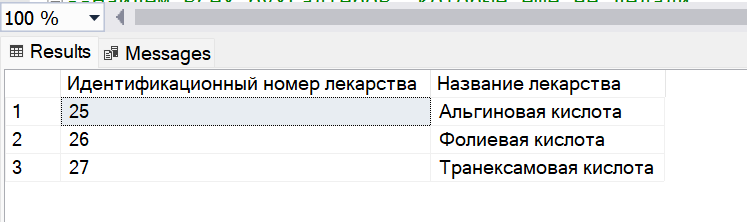 100 %
Results Messages
Идентификационный номер лекарства Название лекарства
1 25 Альгиновая кислота
2 26 Фолиевая кислота
3 27 Транексамовая кислота